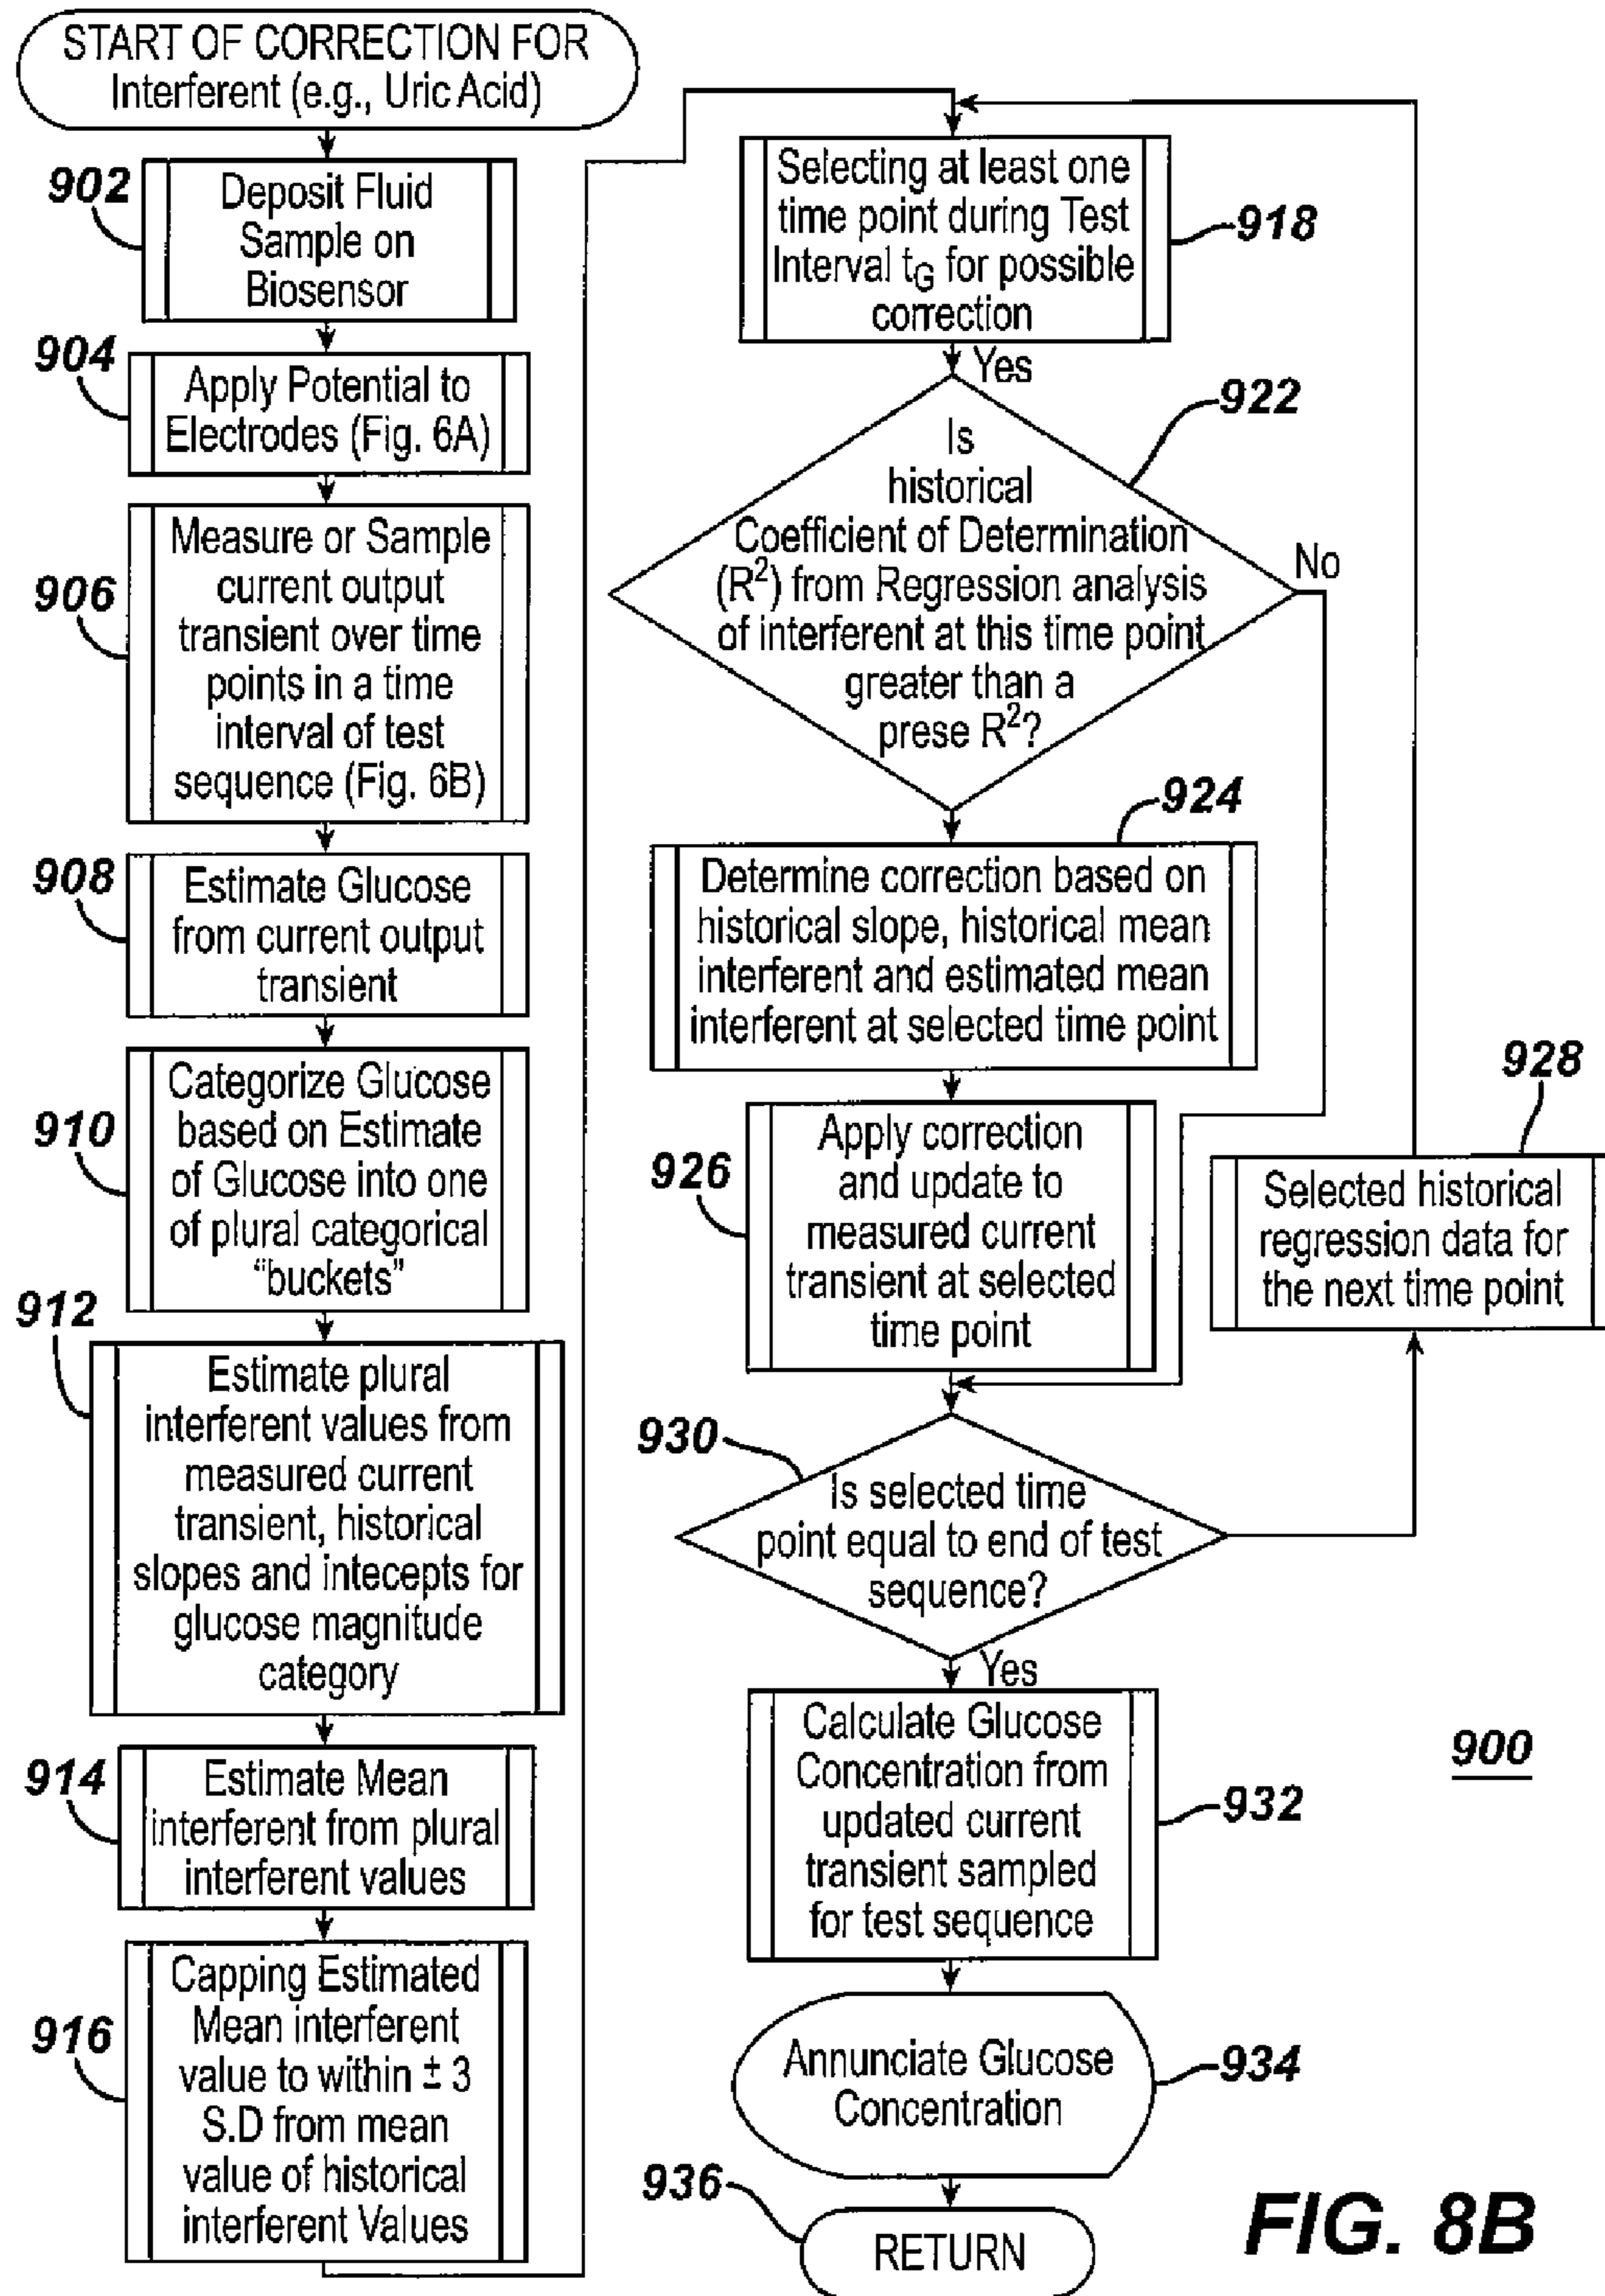 START OF CORRECTION FOR
Interferent (e.g., Uric Acid)
902
Deposit Fluid
Sample on
Biosensor
904
Apply Potential to
Electrodes (Fig. 6A)
906
Measure or Sample
current output
transient over time
points in a time
interval of test
sequence (Fig. 6B)
908
Estimate Glucose
from current output
transient
910
Categorize Glucose
based on Estimate
of Glucose into one
of plural categorical
“buckets”
912
Estimate plural
interferent values from
measured current
transient, historical
slopes and intecepts for
glucose magnitude
category
914
Estimate Mean
interferent from plural
interferent values
916
Capping Estimated
Mean interferent
value to within ± 3
S.D from mean
value of historical
interferent Values
Selecting at least one
time point during Test
Interval tG for possible
correction
918
Yes
922
Is
historical
Coefficient of Determination
(R²) from Regression analysis
of interferent at this time point
greater than a
prese R²?
No
924
Determine correction based on
historical slope, historical mean
interferent and estimated mean
interferent at selected time point
926
Apply correction
and update to
measured current
transient at selected
time point
928
Selected historical
regression data for
the next time point
930
Is selected time
point equal to end of test
sequence?
Yes
Calculate Glucose
Concentration from
updated current
transient sampled
for test sequence
932
900
Annunciate Glucose
Concentration
934
936
RETURN
FIG. 8B